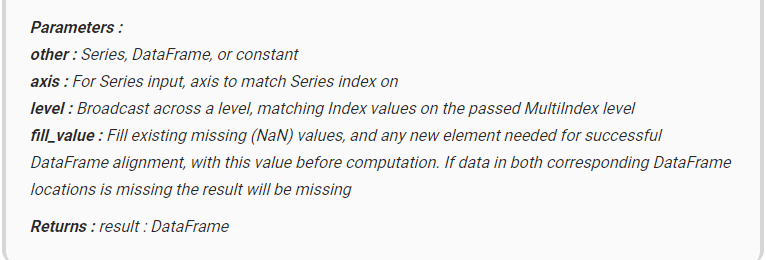 Parameters :
other : Series, DataFrame, or constant
axis : For Series input, axis to match Series index on
level : Broadcast across a level, matching Index values on the passed MultiIndex level
fill_value : Fill existing missing (NaN) values, and any new element needed for successful
DataFrame alignment, with this value before computation. If data in both corresponding DataFrame
locations is missing the result will be missing
Returns : result : DataFrame